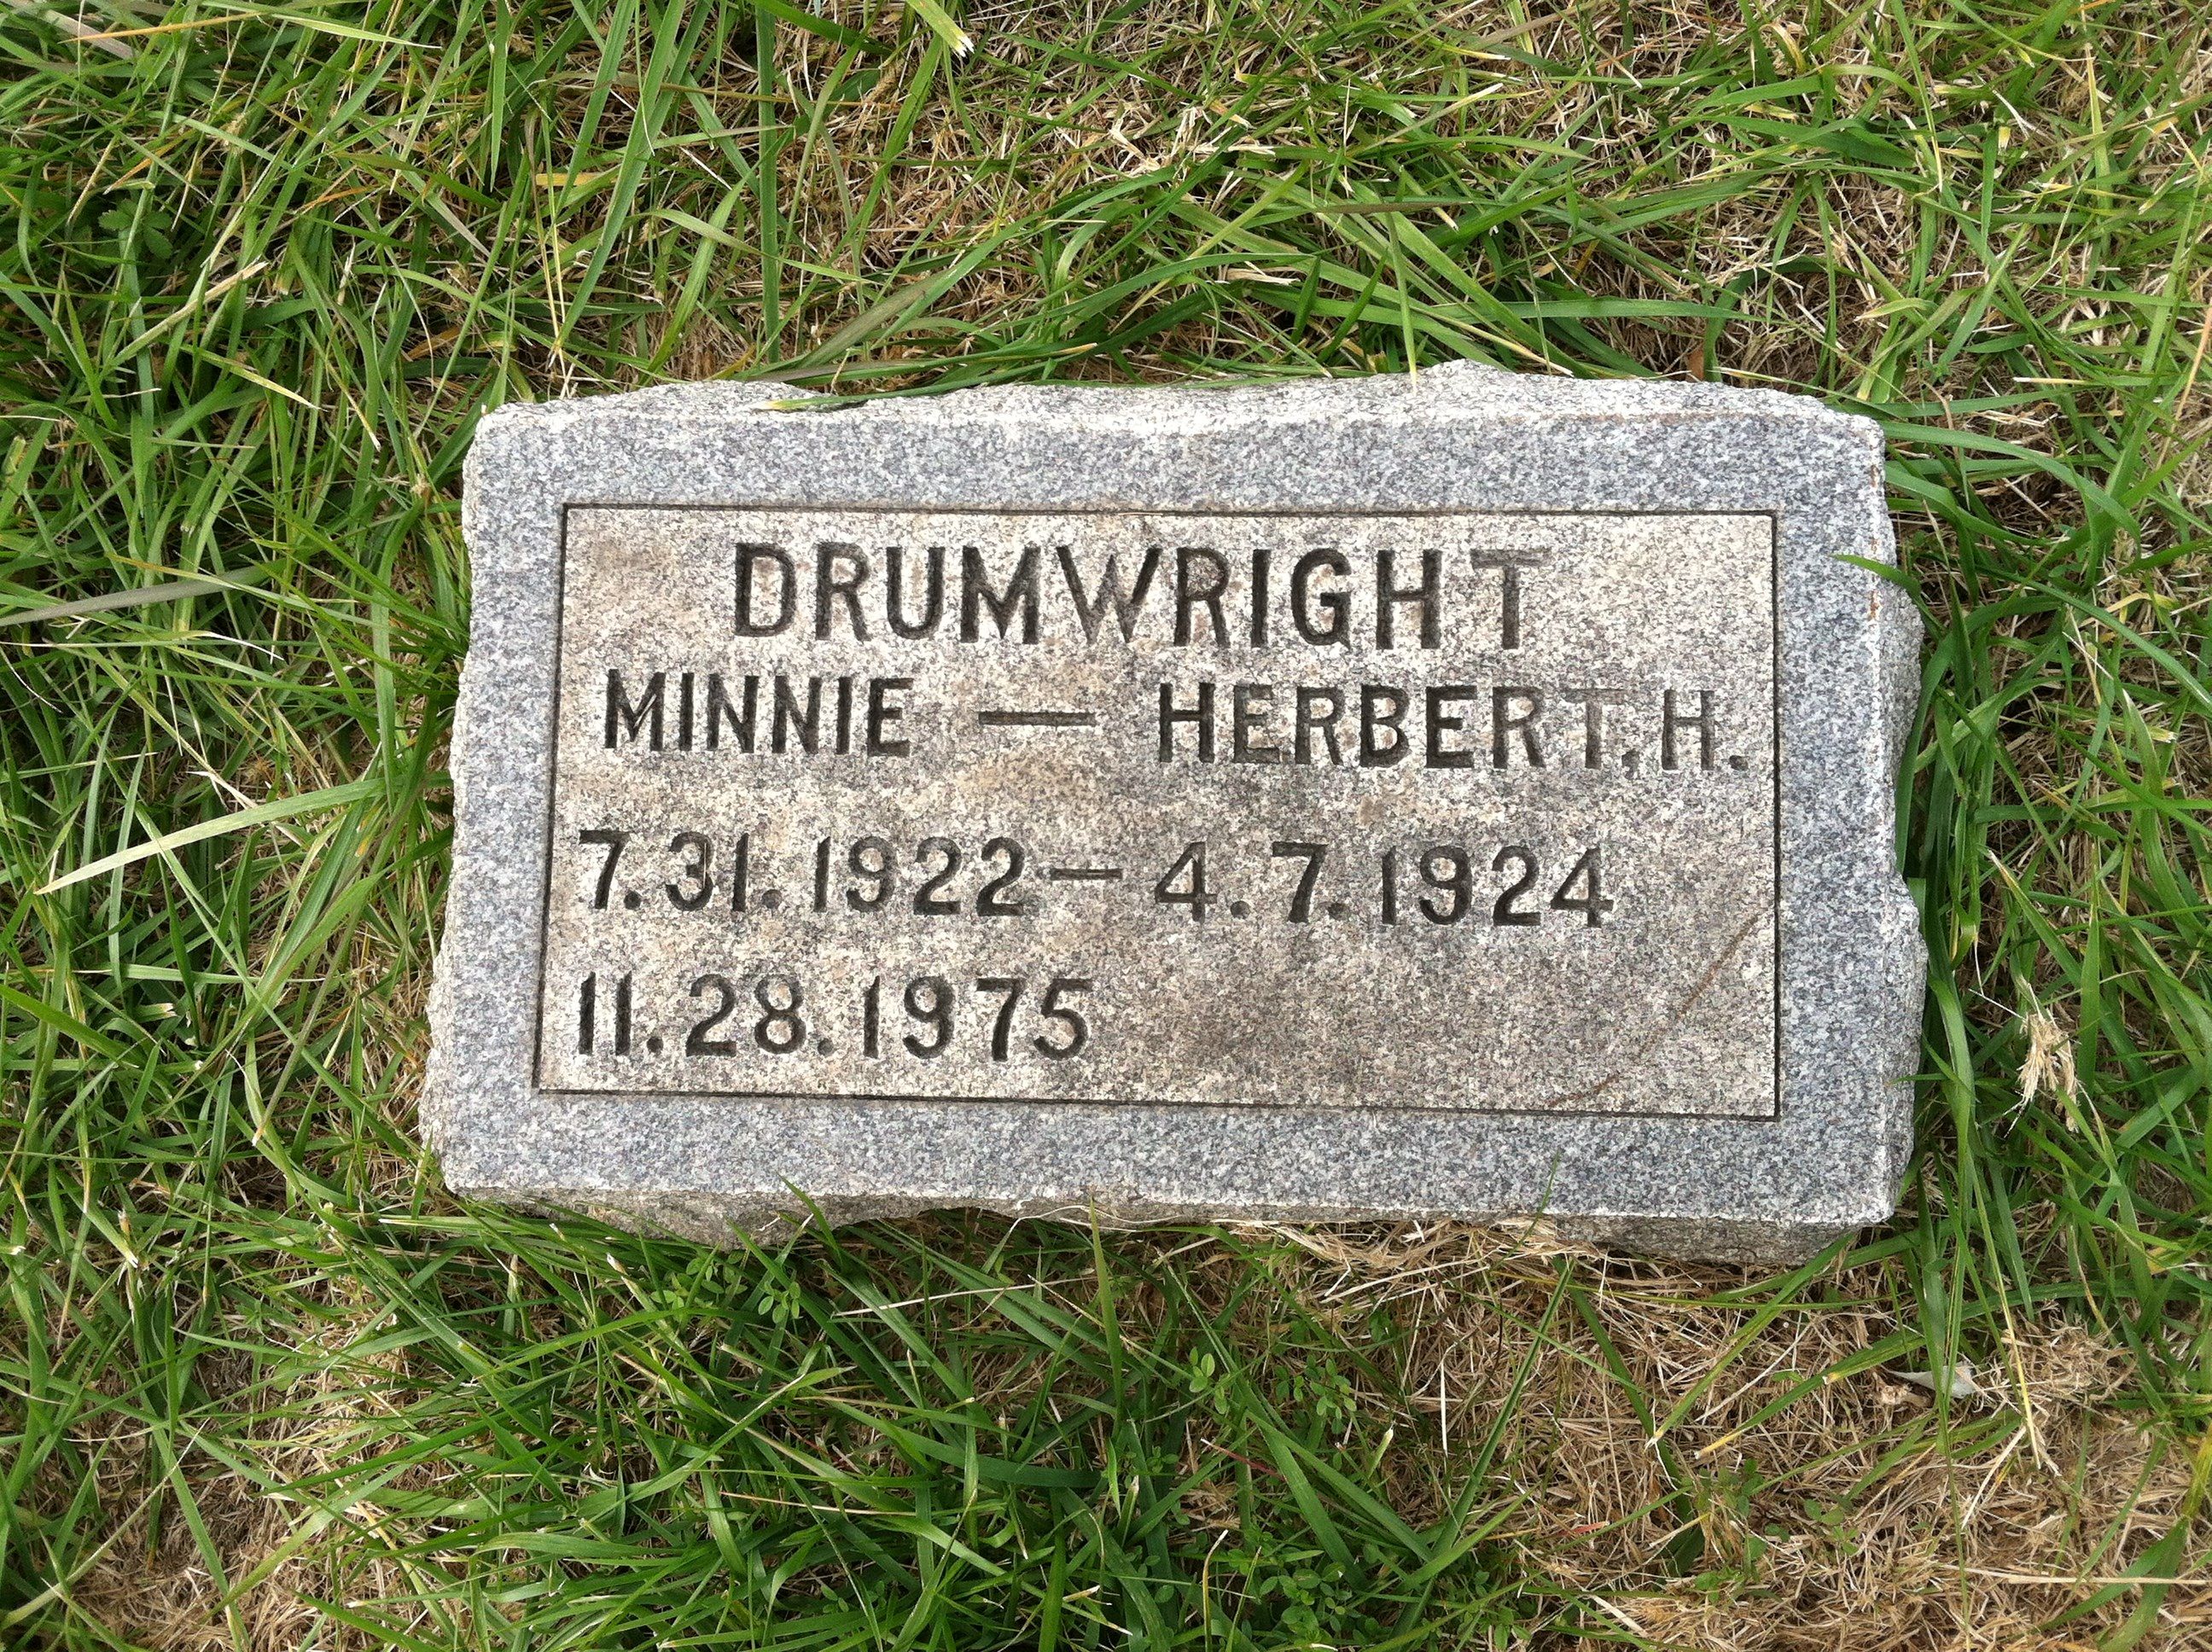 DRUMWRIGHT
MINNIE — HERBERT, H.
7.31.1922 — 4.7.1924
11.28.1975